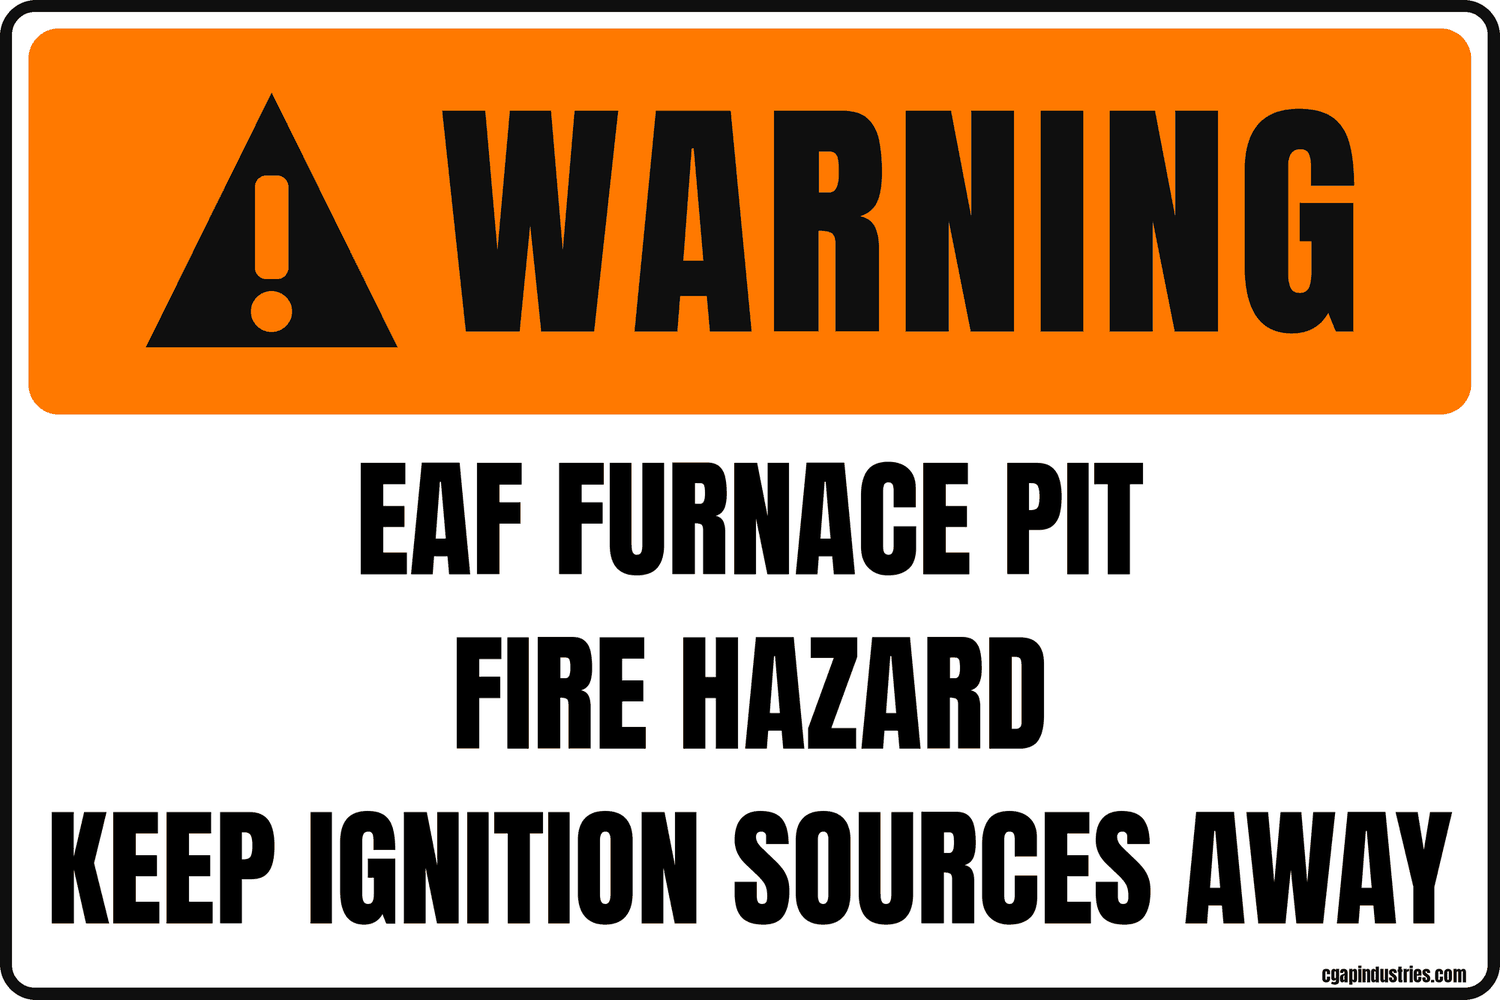 WARNING
EAF FURNACE PIT
FIRE HAZARD
KEEP IGNITION SOURCES AWAY
cgapindustries.com